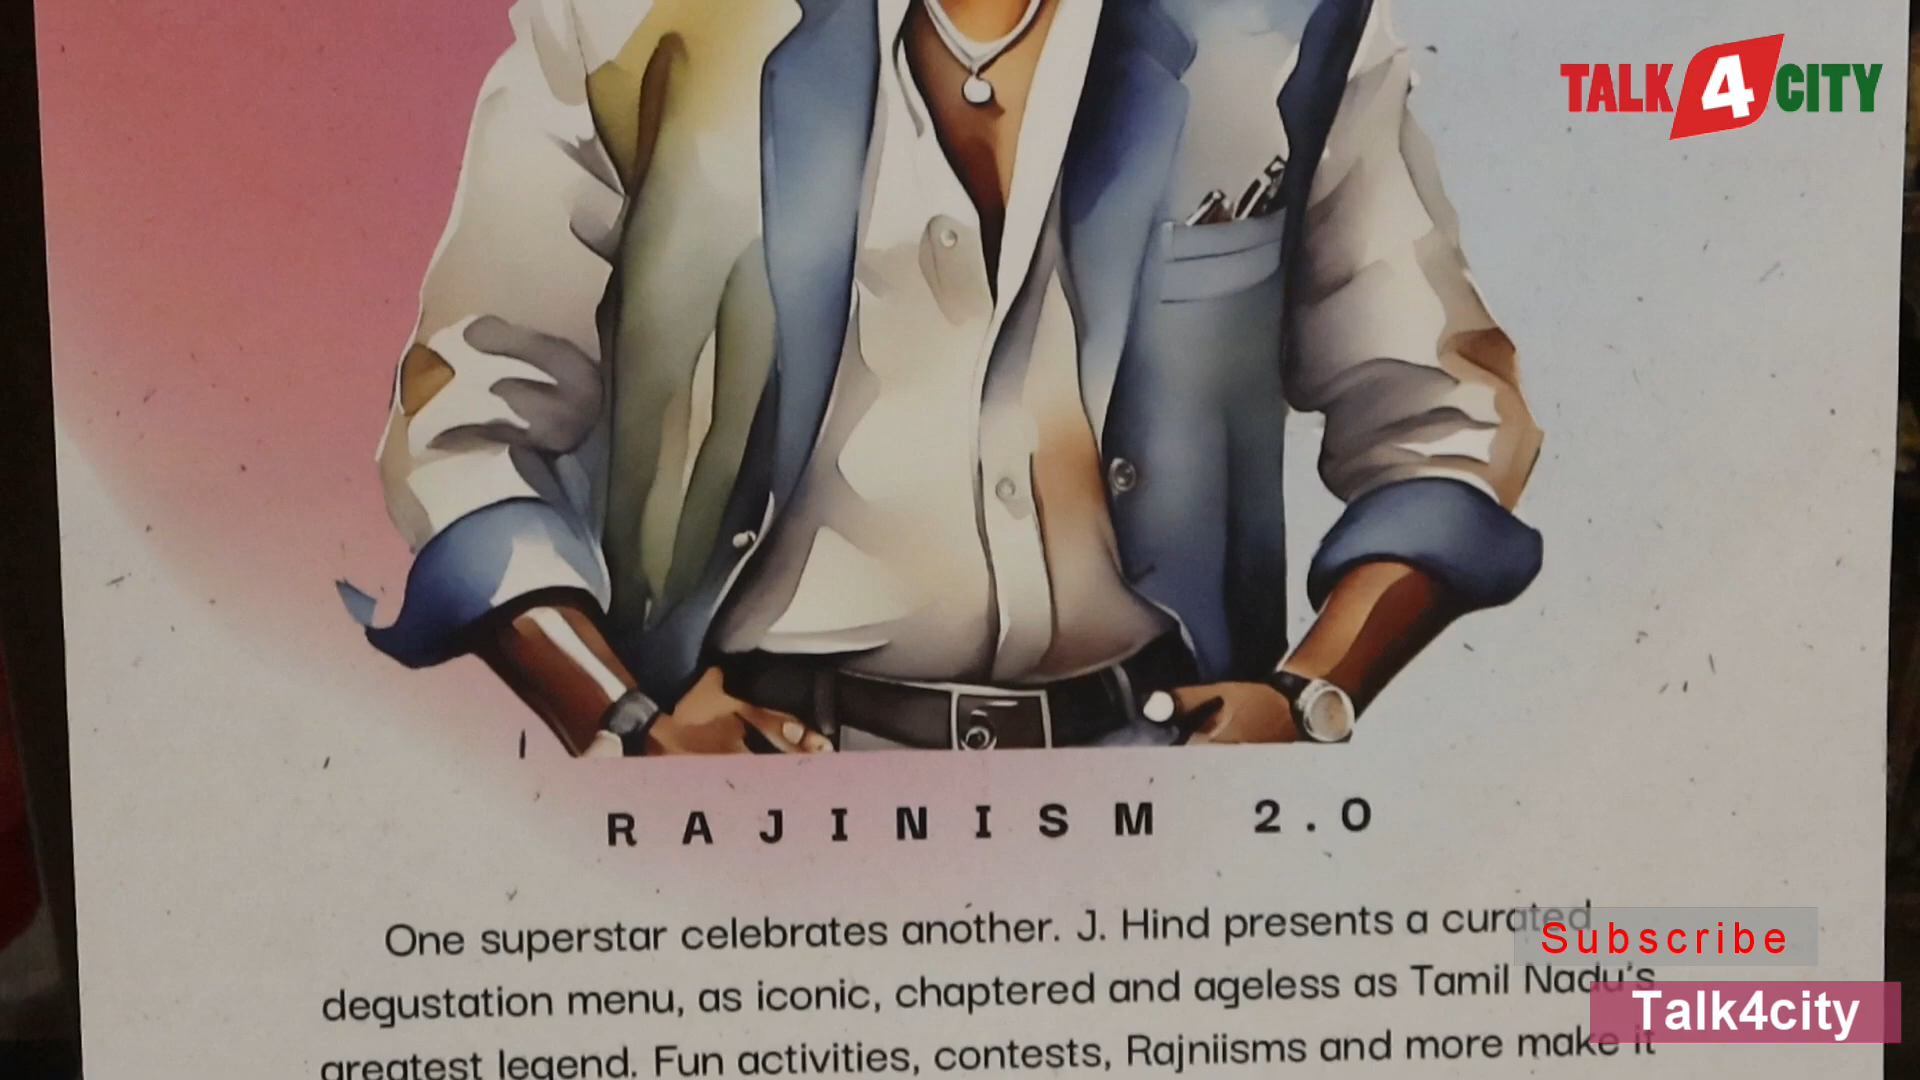 TALK 4 CITY
RAJINISM 2.0
One superstar celebrates another. J. Hind presents a curated
degustation menu, as iconic, chaptered and ageless as Tamil Nadu's
greatest legend. Fun activities, contests, Rajniisms and more make it
Subscribe
Talk4city